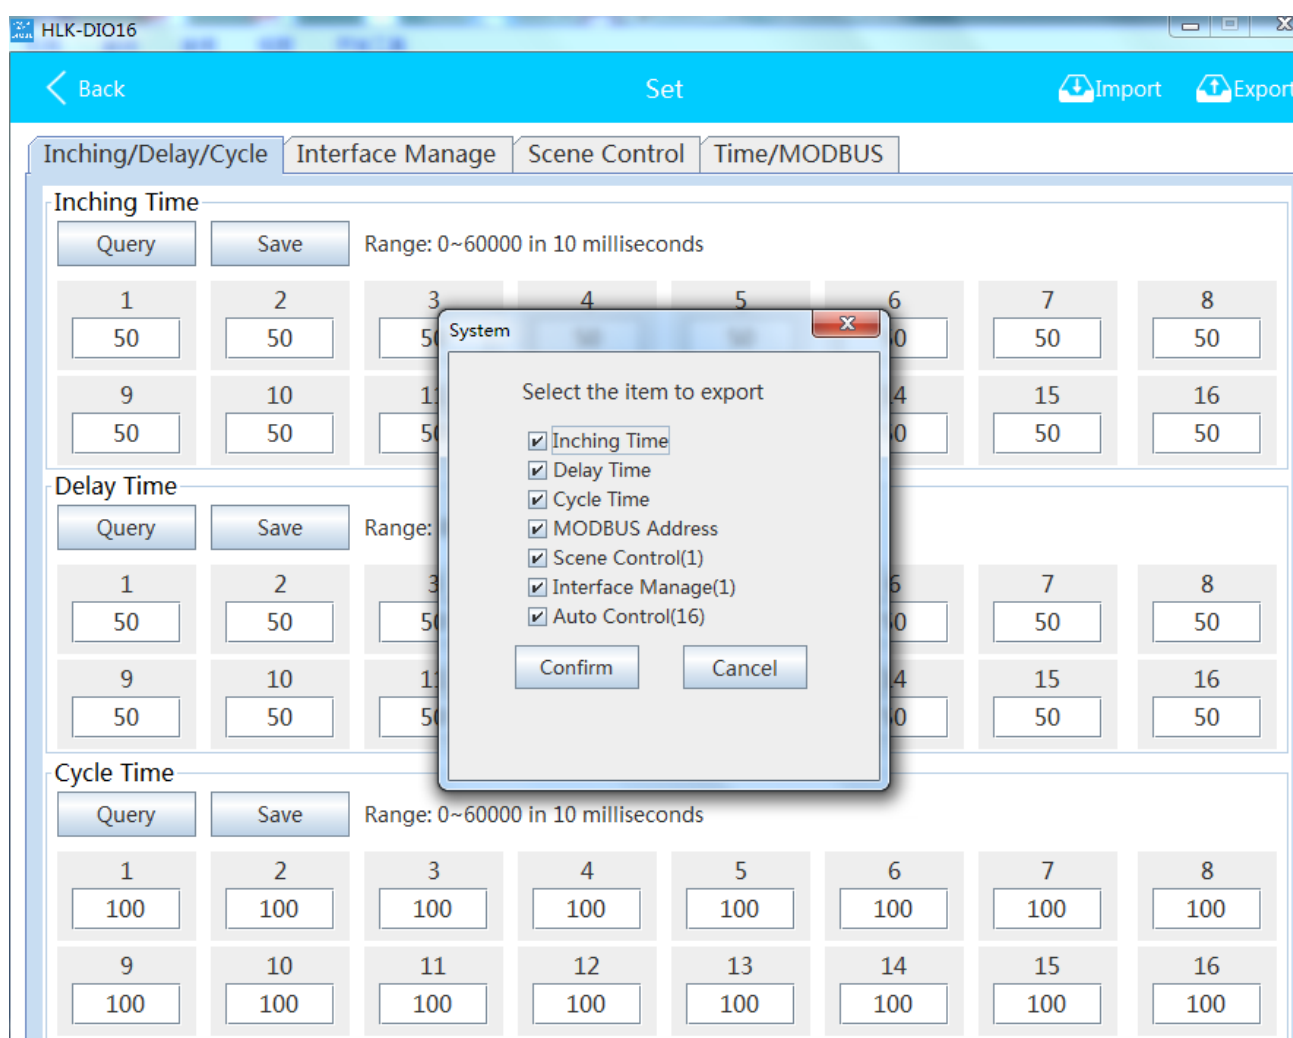 HLK-DIO16
Back Set Import Export
Inching/Delay/Cycle Interface Manage Scene Control Time/MODBUS
Inching Time
Query Save Range: 0~60000 in 10 milliseconds
1 2 3 4 5 6 7 8
50 50 50 50 50
System
9 10 15 16
50 50 50 50
Select the item to export
Inching Time
Delay Time
Cycle Time
MODBUS Address
Scene Control(1)
Interface Manage(1)
Auto Control(16)
Confirm Cancel
Delay Time
Query Save Range:
1 2 7 8
50 50 50 50
9 10 15 16
50 50 50 50
Cycle Time
Query Save Range: 0~60000 in 10 milliseconds
1 2 3 4 5 6 7 8
100 100 100 100 100 100 100 100
9 10 11 12 13 14 15 16
100 100 100 100 100 100 100 100